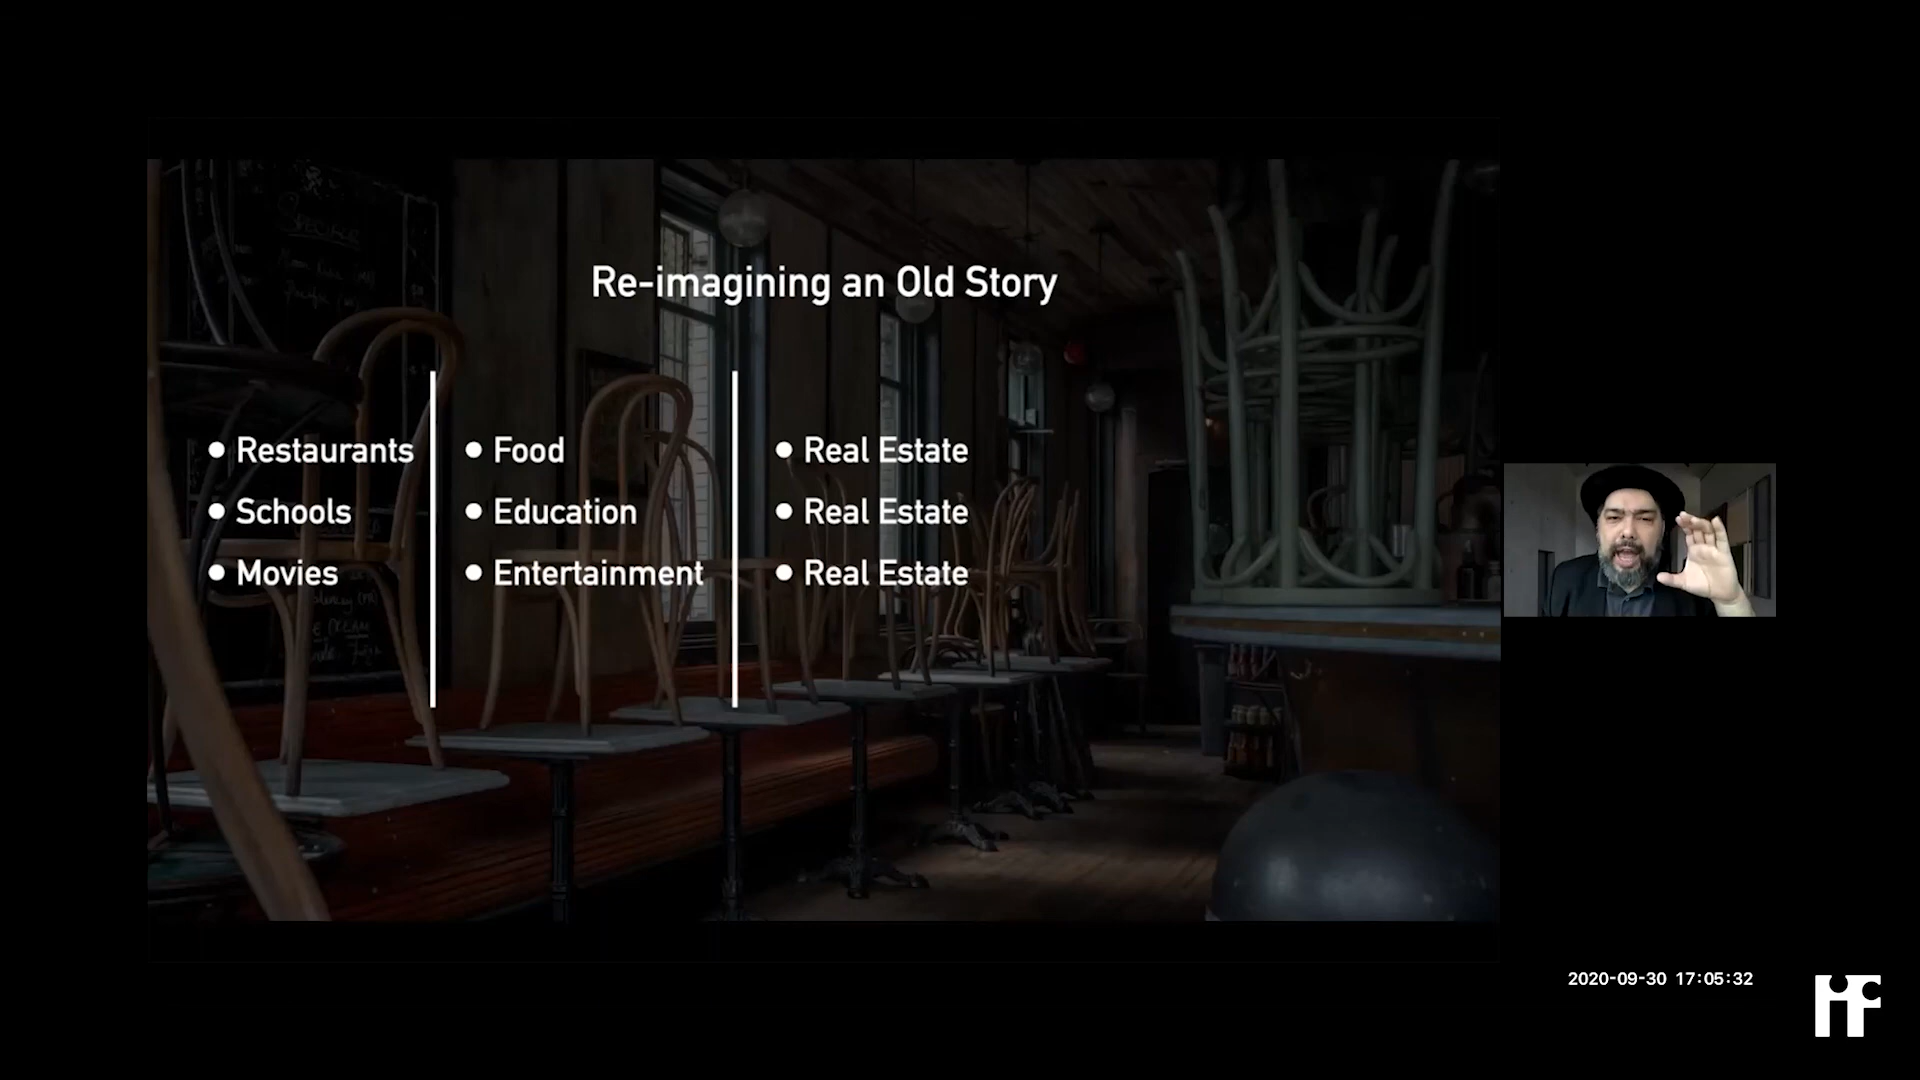 Re-imagining an Old Story
Restaurants
Schools
Movies
Food
Education
Entertainment
Real Estate
Real Estate
Real Estate
2020-09-30 17:05:32